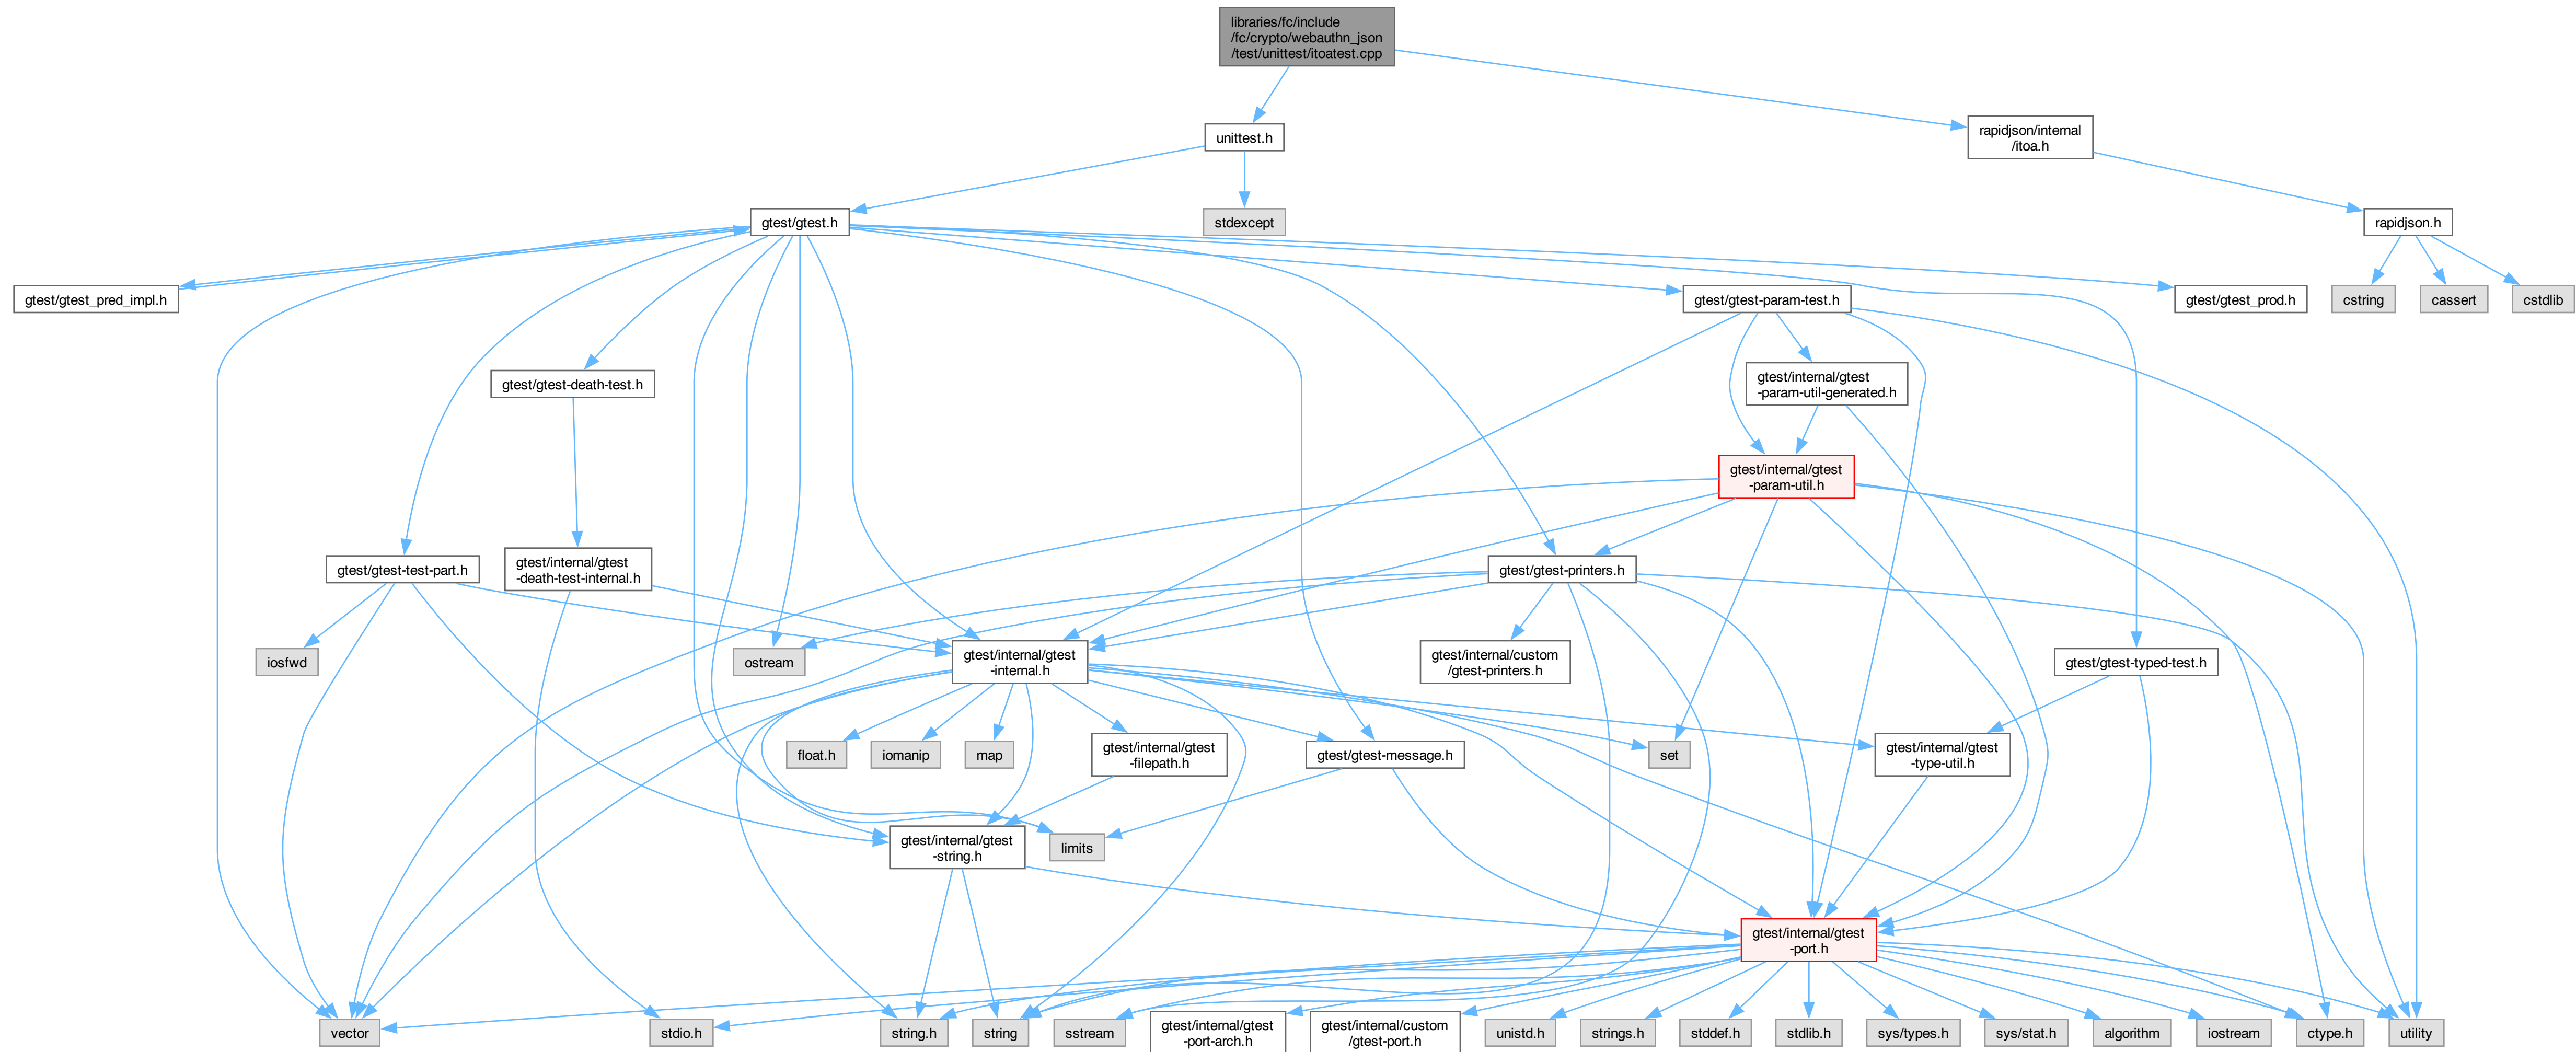 libraries/fc/include
/fc/crypto/webauthn_json
/test/unittest/itoatest.cpp
unittest.h
rapidjson/internal
/itoa.h
gtest/gtest.h
stdexcept
rapidjson.h
gtest/gtest_pred_impl.h
gtest/gtest-param-test.h
gtest/gtest_prod.h
cstring
cassert
cstdlib
gtest/gtest-death-test.h
gtest/internal/gtest
-param-util-generated.h
gtest/internal/gtest
-param-util.h
gtest/gtest-test-part.h
gtest/internal/gtest
-death-test-internal.h
gtest/gtest-printers.h
iosfwd
ostream
gtest/internal/gtest
-internal.h
gtest/internal/custom
/gtest-printers.h
gtest/gtest-typed-test.h
float.h
iomanip
map
gtest/internal/gtest
-filepath.h
gtest/gtest-message.h
set
gtest/internal/gtest
-type-util.h
gtest/internal/gtest
-string.h
limits
gtest/internal/gtest
-port.h
vector
stdio.h
string.h
string
sstream
gtest/internal/gtest
-port-arch.h
gtest/internal/custom
/gtest-port.h
unistd.h
strings.h
stddef.h
stdlib.h
sys/types.h
sys/stat.h
algorithm
iostream
ctype.h
utility